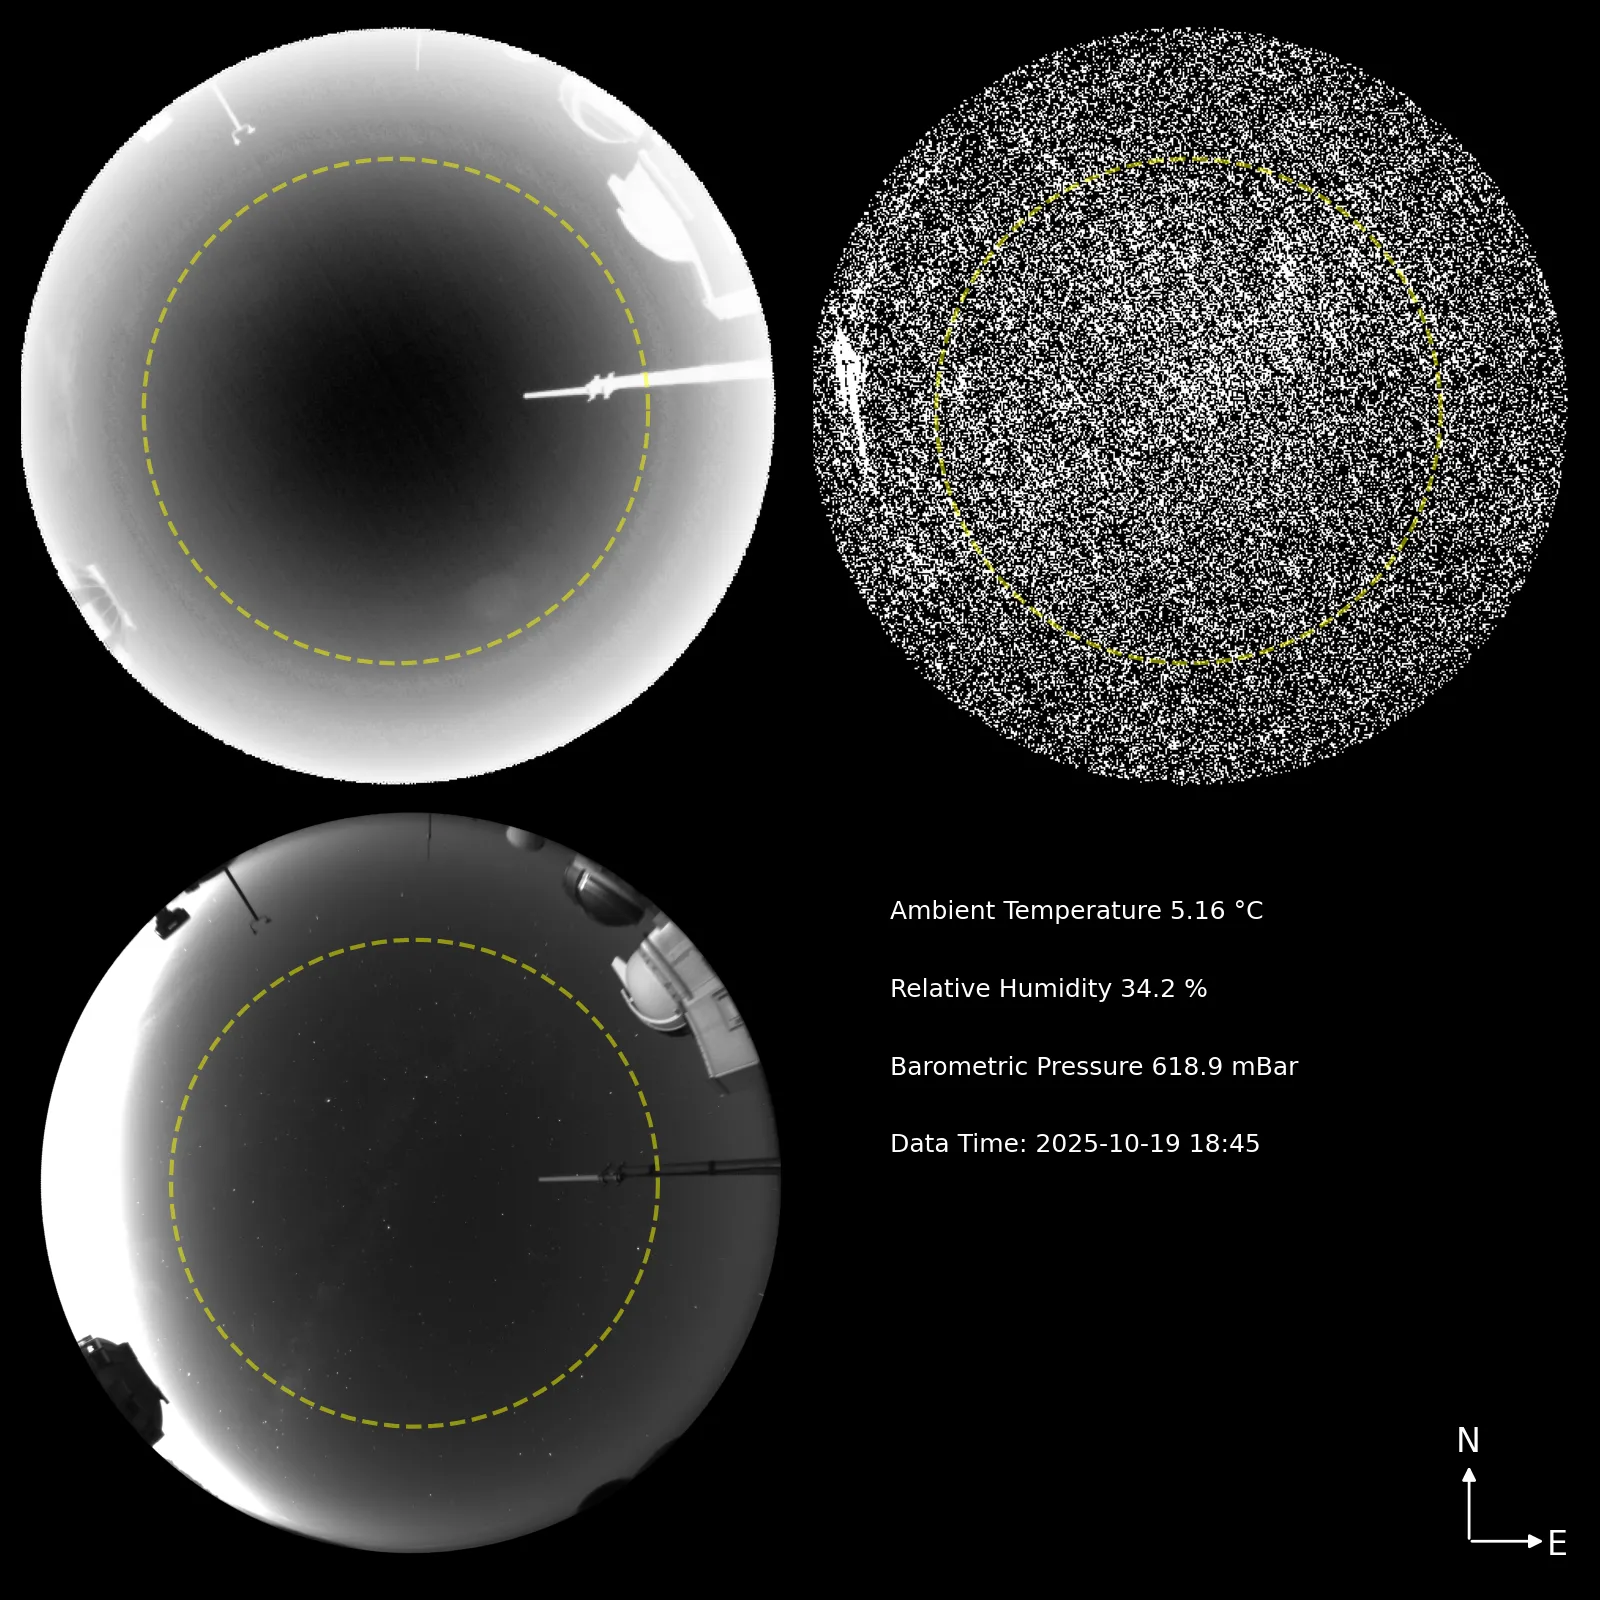 Ambient Temperature 5.16 °C
Relative Humidity 34.2 %
Barometric Pressure 618.9 mBar
Data Time: 2025-10-19 18:45
N
E